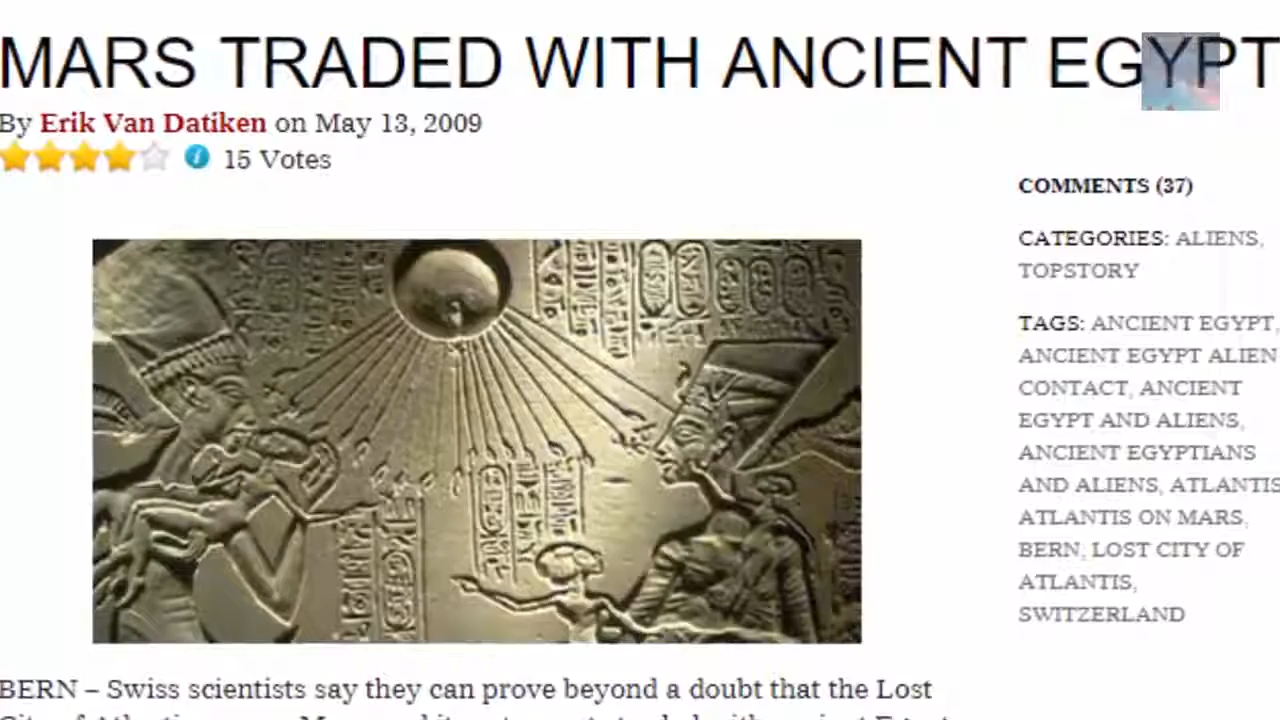 MARS TRADED WITH ANCIENT EGYPT
By Erik Van Datiken on May 13, 2009
15 Votes
COMMENTS (37)
CATEGORIES: ALIENS,
TOPSTORY
TAGS: ANCIENT EGYPT,
ANCIENT EGYPT ALIEN
CONTACT, ANCIENT
EGYPT AND ALIENS,
ANCIENT EGYPTIANS
AND ALIENS, ATLANTIS
ATLANTIS ON MARS,
BERN, LOST CITY OF
ATLANTIS,
SWITZERLAND
BERN – Swiss scientists say they can prove beyond a doubt that the Lost